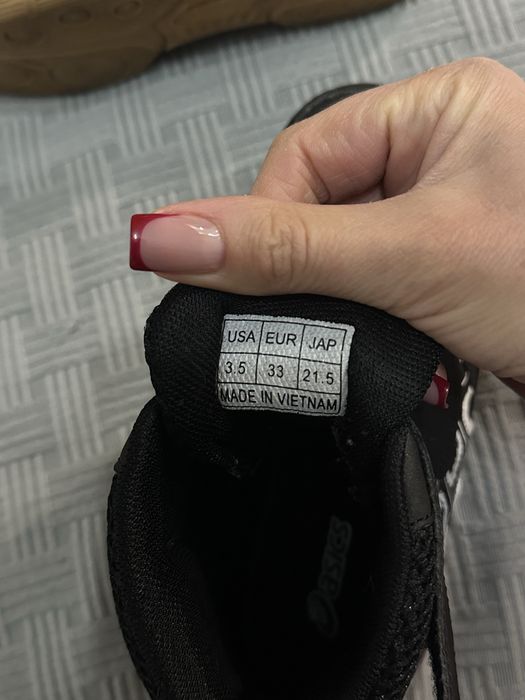 USA EUR JAP
3.5 33 21.5
MADE IN VIETNAM
asics